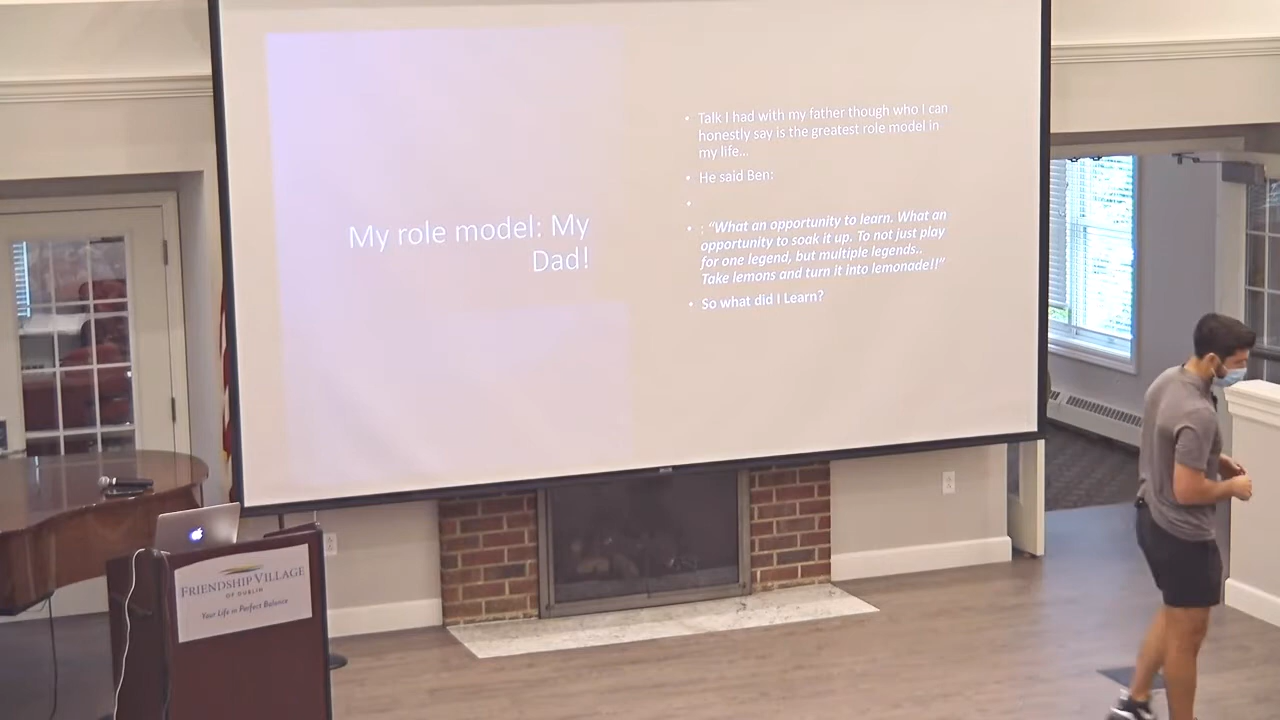 My role model: My
Dad!
• Talk I had with my father though who I can
honestly say is the greatest role model in
my life...
• He said Ben:
•
• : “What an opportunity to learn. What an
opportunity to soak it up. To not just play
for one legend, but multiple legends..
Take lemons and turn it into lemonade!!”
• So what did I Learn?
FRIENDSHIP VILLAGE
OF DUBLIN
Your Life in Perfect Balance